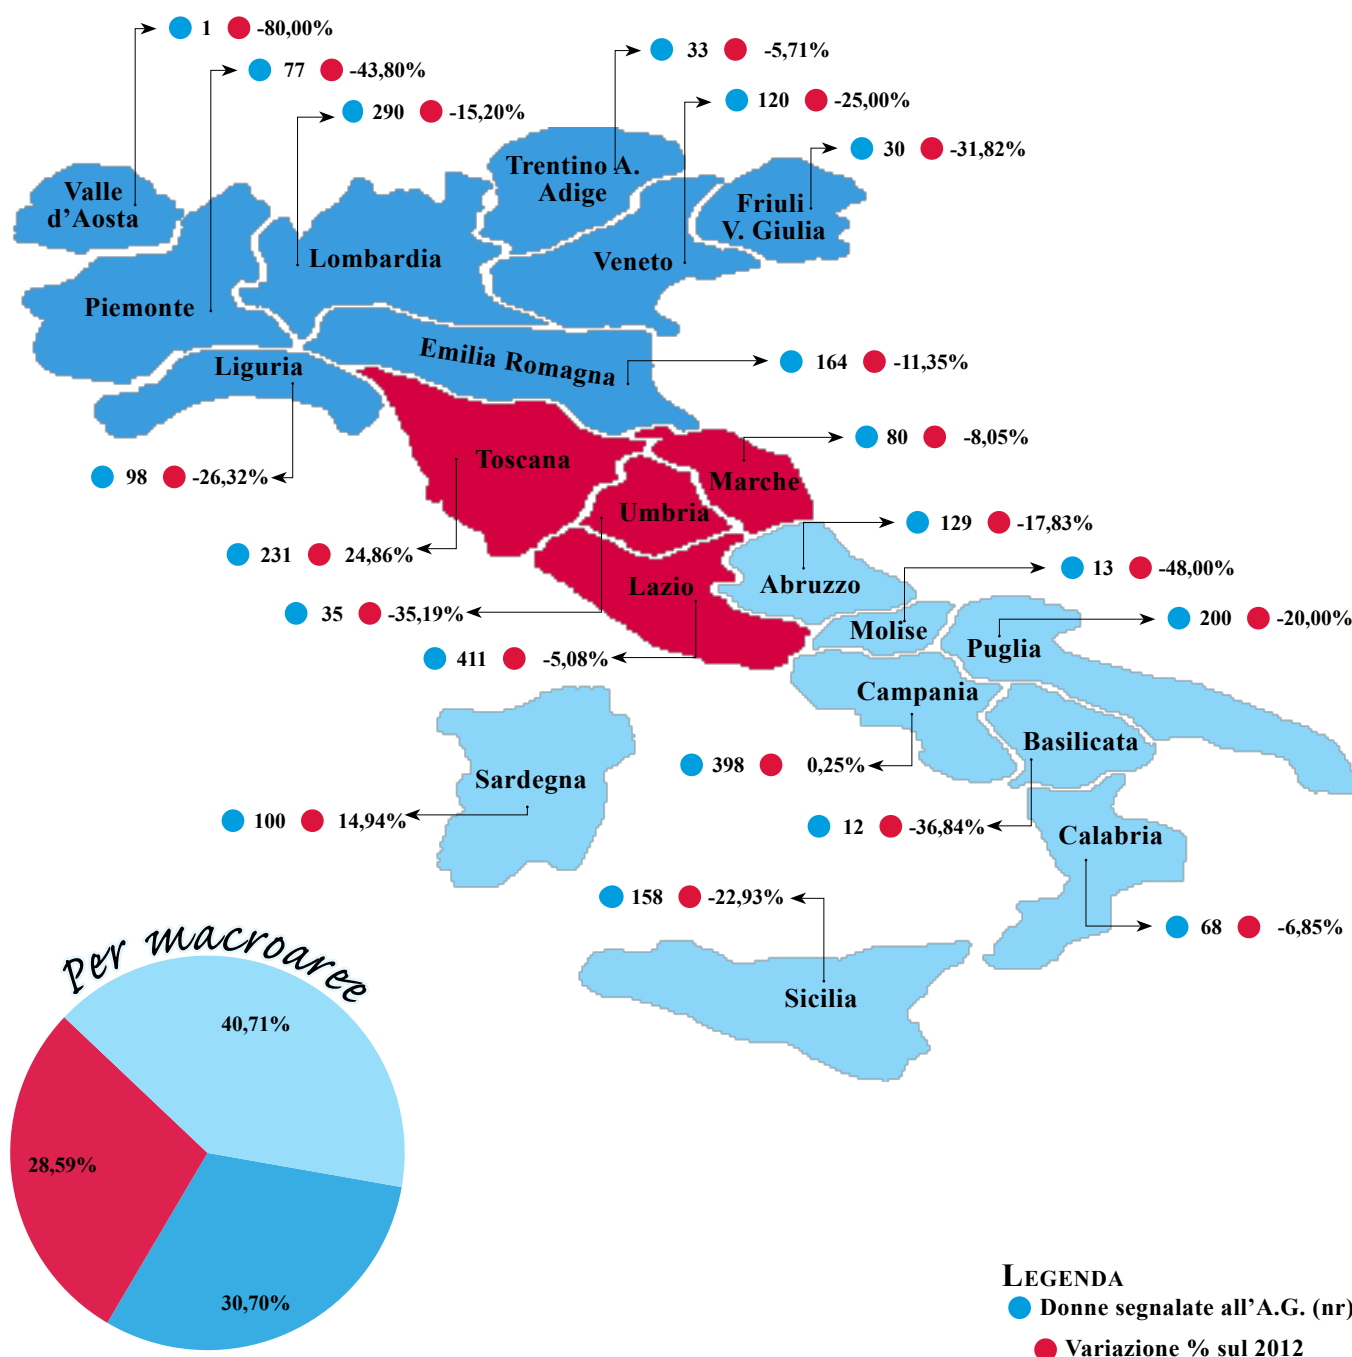 1 -80,00%
33 -5,71%
77 -43,80%
120 -25,00%
290 -15,20%
30 -31,82%
Trentino A.
Adige
Valle
d’Aosta
Friuli
V. Giulia
Lombardia
Veneto
Piemonte
Emilia Romagna
164 -11,35%
Liguria
80 -8,05%
Toscana
98 -26,32%
Marche
Umbria
129 -17,83%
231 24,86%
13 -48,00%
Lazio
Abruzzo
35 -35,19%
200 -20,00%
Molise
Puglia
411 -5,08%
Campania
Basilicata
398 0,25%
Sardegna
100 14,94%
12 -36,84%
Calabria
158 -22,93%
68 -6,85%
Sicilia
Per macroaree
40,71%
28,59%
30,70%
LEGENDA
Donne segnalate all’A.G. (nr)
Variazione % sul 2012